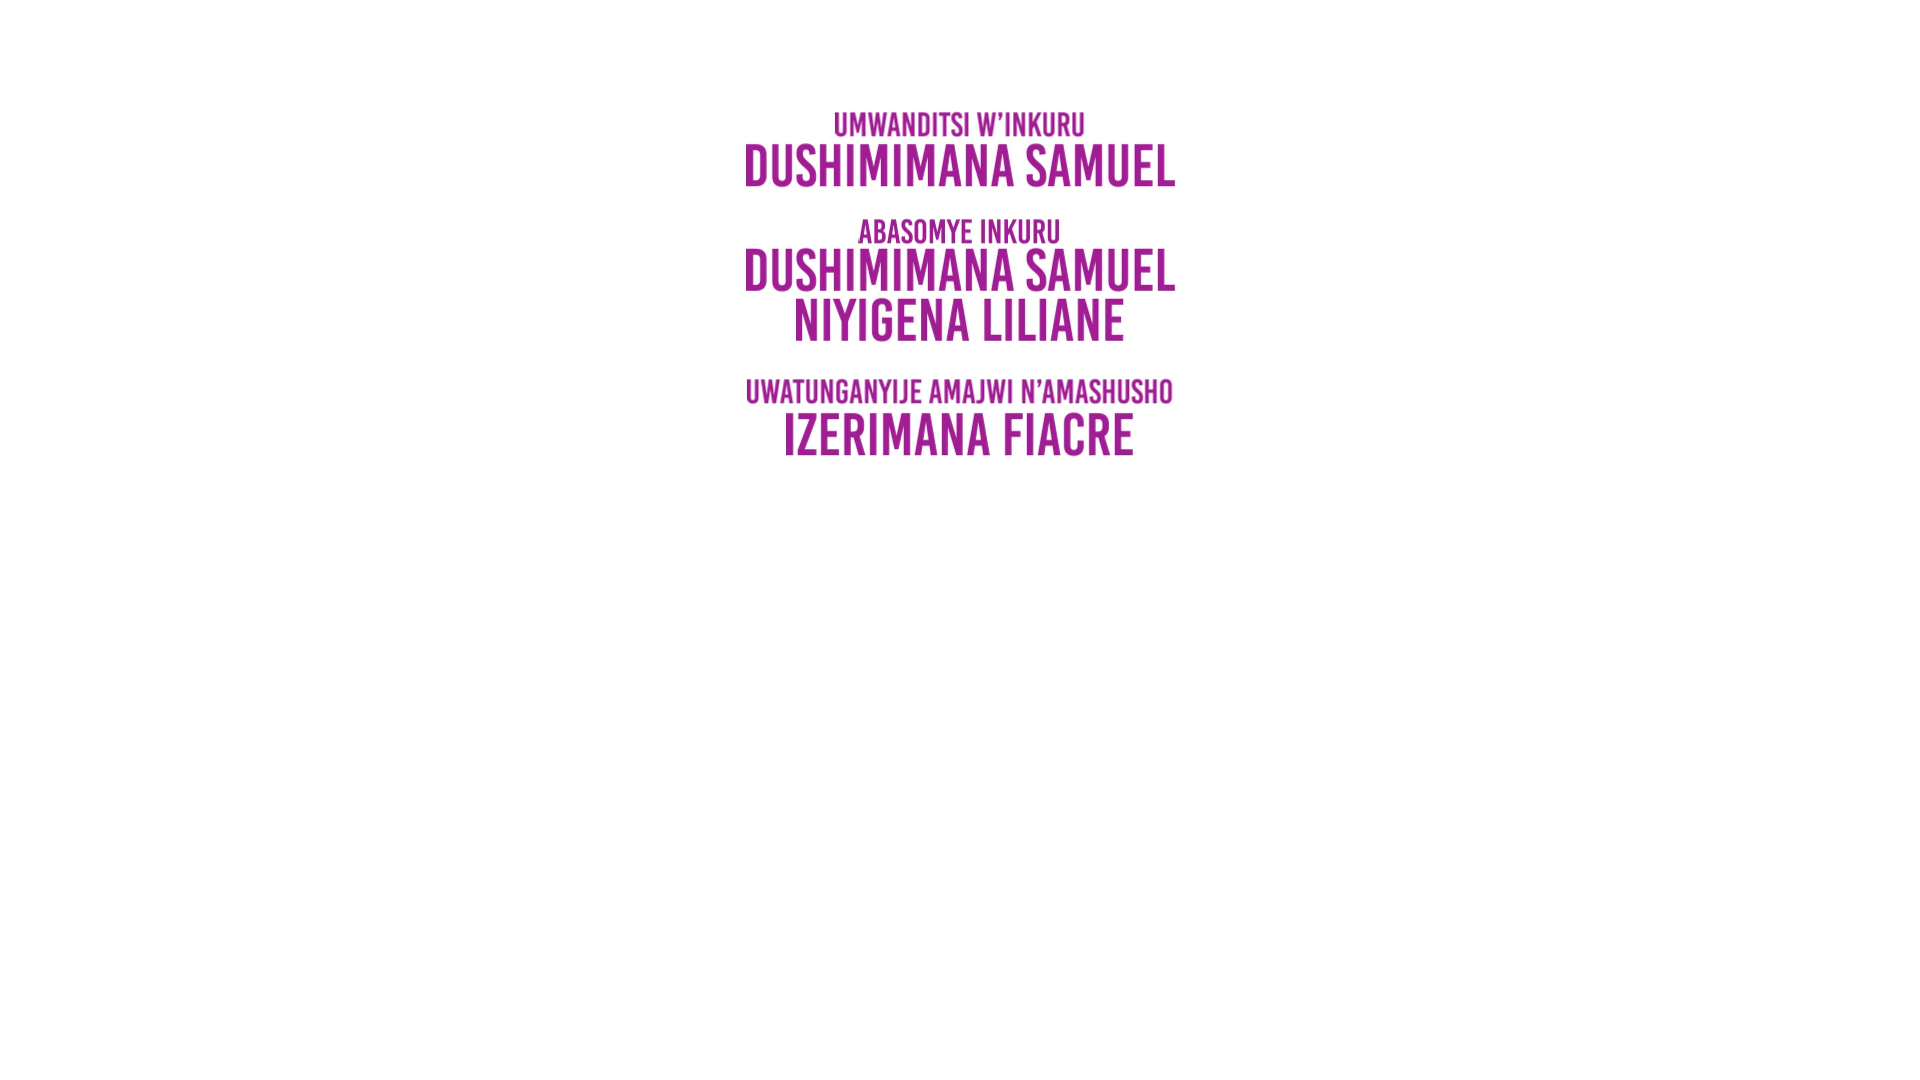 UMWANDITSI W’INKURU
DUSHIMIMANA SAMUEL
ABASOMYE INKURU
DUSHIMIMANA SAMUEL
NIYIGENA LILIANE
UWATUNGANYIJE AMAJWI N’AMASHUSHO
IZERIMANA FIACRE